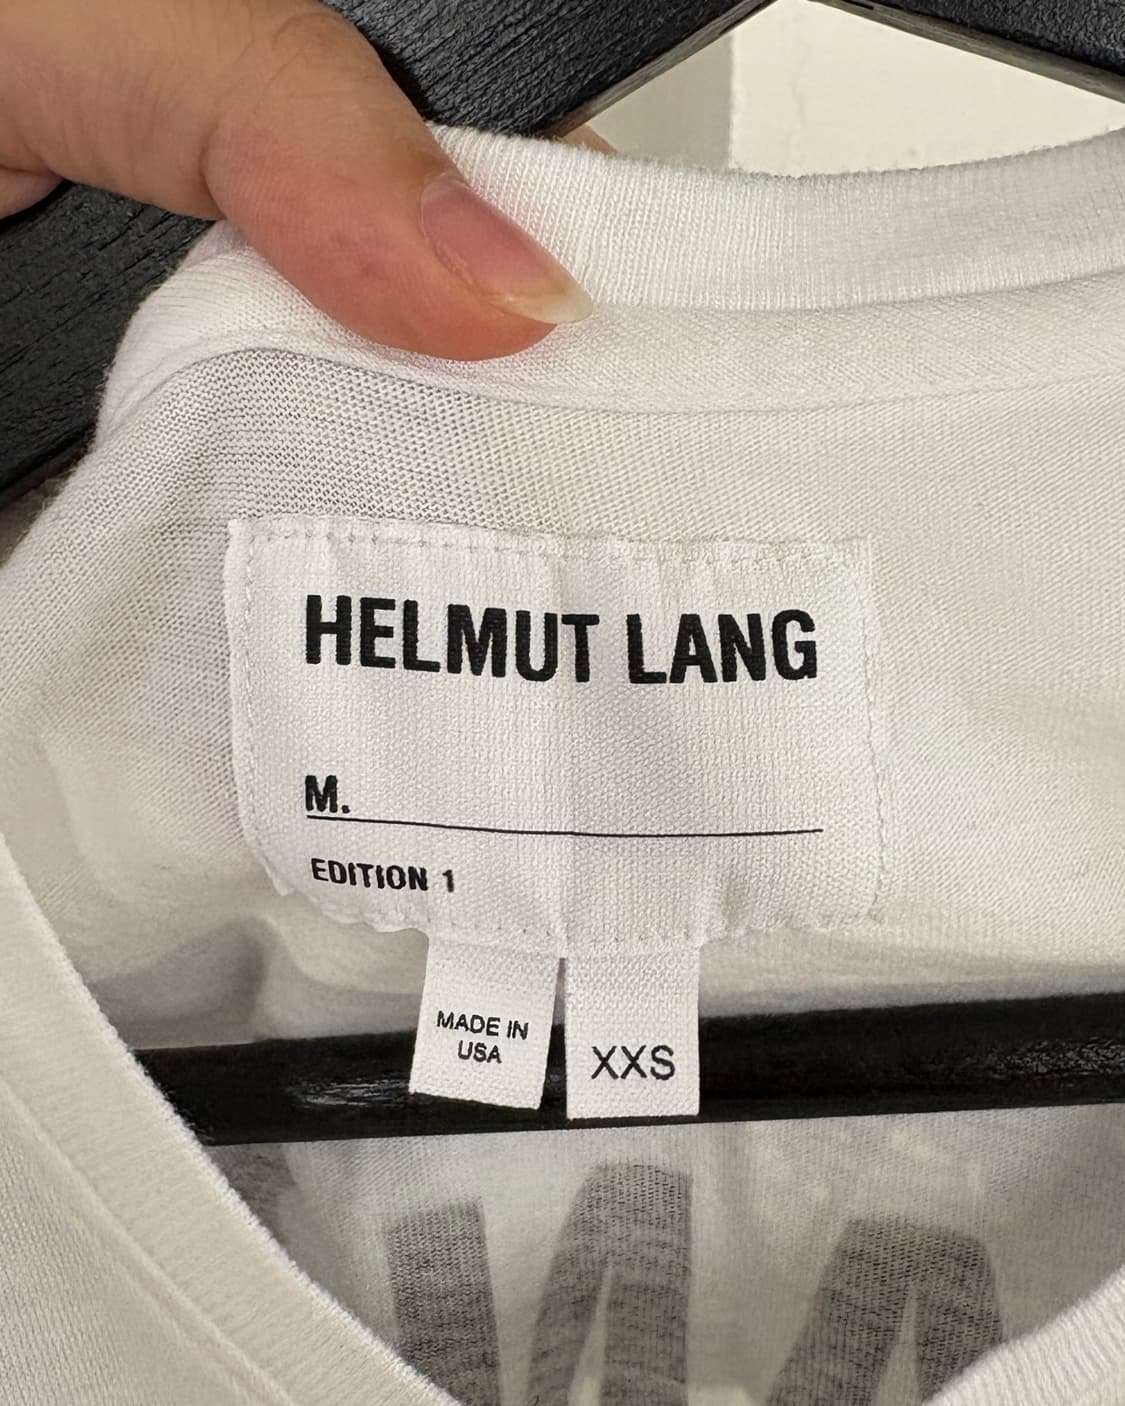 HELMUT LANG
M.
EDITION 1
MADE IN
USA
XXS